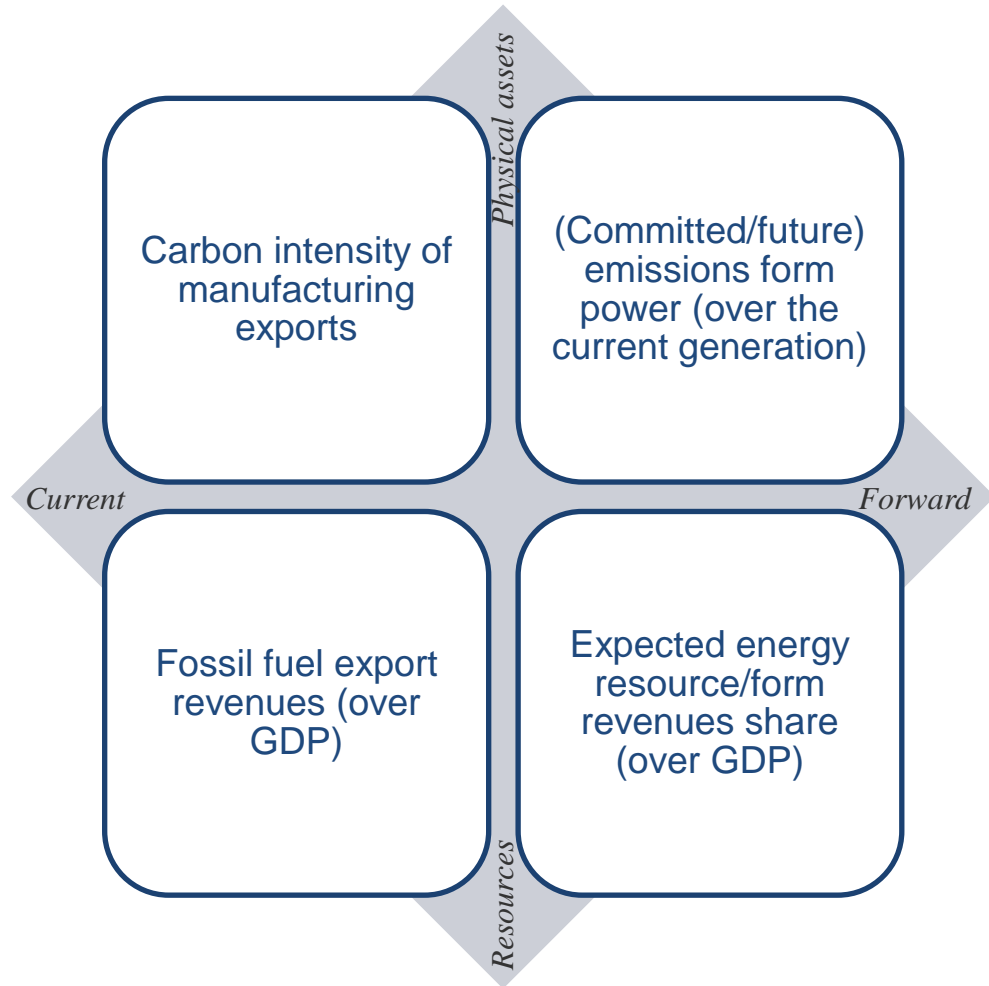 Physical assets
Carbon intensity of
manufacturing
exports
(Committed/future)
emissions form
power (over the
current generation)
Current
Forward
Fossil fuel export
revenues (over
GDP)
Expected energy
resource/form
revenues share
(over GDP)
Resources